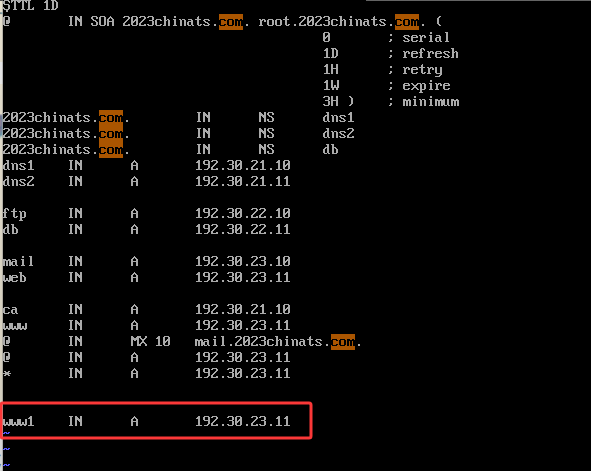 $TTL 1D
@ IN SOA 2023chinats.com. root.2023chinats.com. (
0 ; serial
1D ; refresh
1H ; retry
1W ; expire
3H ) ; minimum
2023chinats.com. IN NS dns1
2023chinats.com. IN NS dns2
2023chinats.com. IN NS db
dns1 IN A 192.30.21.10
dns2 IN A 192.30.21.11
ftp IN A 192.30.22.10
db IN A 192.30.22.11
mail IN A 192.30.23.10
web IN A 192.30.23.11
ca IN A 192.30.21.10
www IN A 192.30.23.11
@ IN MX 10 mail.2023chinats.com.
@ IN A 192.30.23.11
* IN A 192.30.23.11
www1 IN A 192.30.23.11
~
~
~